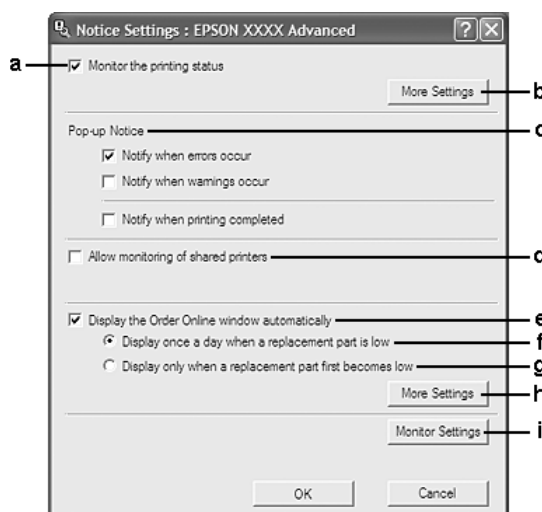 Notice Settings : EPSON XXXX Advanced
a
Monitor the printing status
More Settings
b
Pop-up Notice
c
Notify when errors occur
Notify when warnings occur
Notify when printing completed
Allow monitoring of shared printers
d
Display the Order Online window automatically
e
Display once a day when a replacement part is low
f
Display only when a replacement part first becomes low
g
More Settings
h
Monitor Settings
i
OK
Cancel